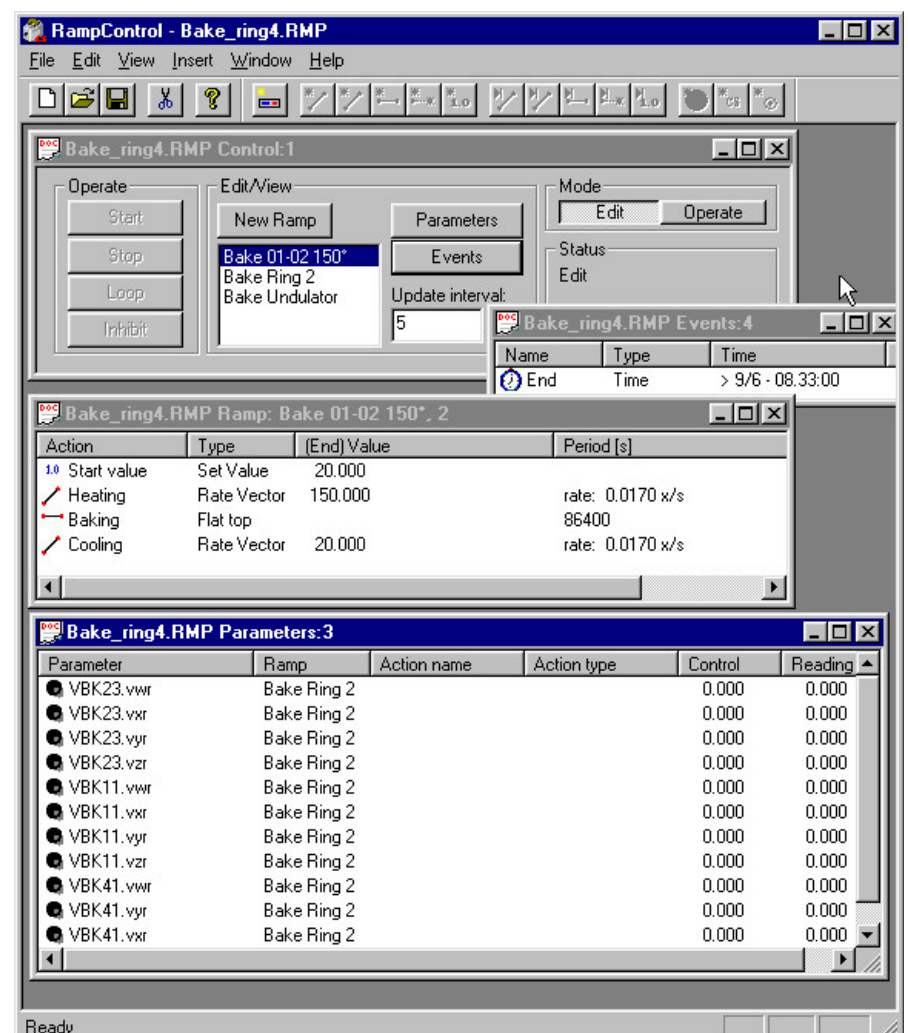 RampControl - Bake_ring4.RMP
File Edit View Insert Window Help
Bake_ring4.RMP Control:1
Operate Edit/View Mode
Start New Ramp Parameters Edit Operate
Stop Bake 01-02 150° Events Status
Bake Ring 2 Edit
Loop Bake Undulator Update interval:
Inhibit 5
Bake_ring4.RMP Events:4
Name Type Time
End Time > 9/6 - 08.33:00
Bake_ring4.RMP Ramp: Bake 01-02 150°, 2
Action Type (End) Value Period [s]
1.0 Start value Set Value 20.000
Heating Rate Vector 150.000 rate: 0.0170 x/s
Baking Flat top 86400
Cooling Rate Vector 20.000 rate: 0.0170 x/s
Bake_ring4.RMP Parameters:3
Parameter Ramp Action name Action type Control Reading
VBK23.vwr Bake Ring 2 0.000 0.000
VBK23.vxr Bake Ring 2 0.000 0.000
VBK23.vyr Bake Ring 2 0.000 0.000
VBK23.vzr Bake Ring 2 0.000 0.000
VBK11.vwr Bake Ring 2 0.000 0.000
VBK11.vxr Bake Ring 2 0.000 0.000
VBK11.vyr Bake Ring 2 0.000 0.000
VBK11.vzr Bake Ring 2 0.000 0.000
VBK41.vwr Bake Ring 2 0.000 0.000
VBK41.vyr Bake Ring 2 0.000 0.000
VBK41.vxr Bake Ring 2 0.000 0.000
Ready